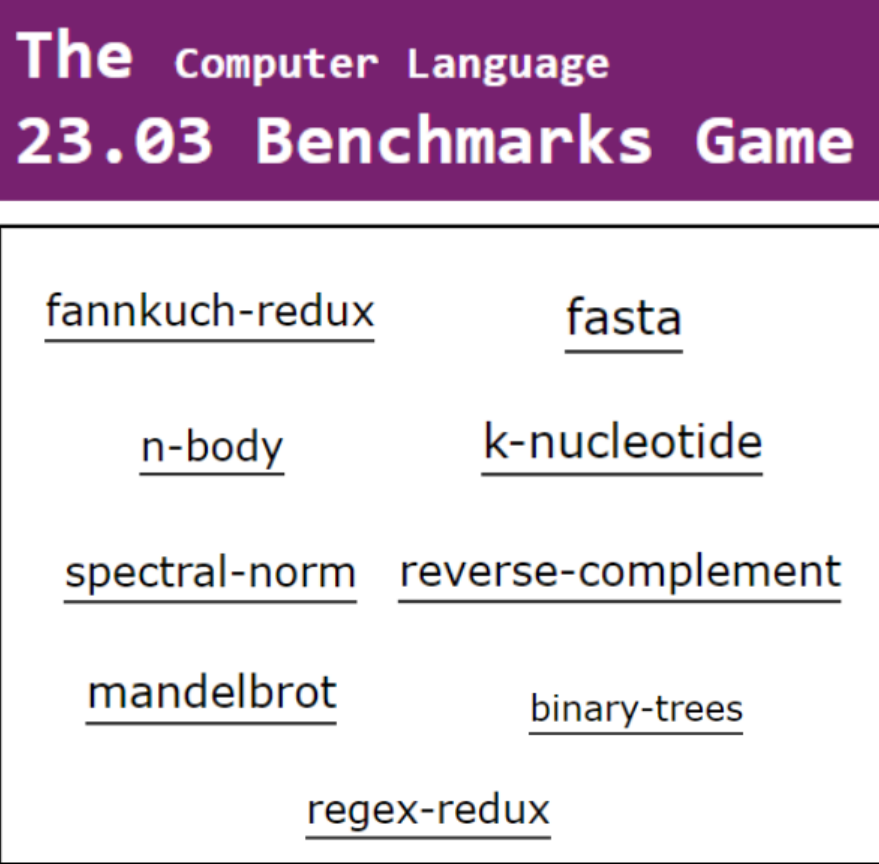 The Computer Language
23.03 Benchmarks Game
fannkuch-redux fasta
n-body k-nucleotide
spectral-norm reverse-complement
mandelbrot binary-trees
regex-redux